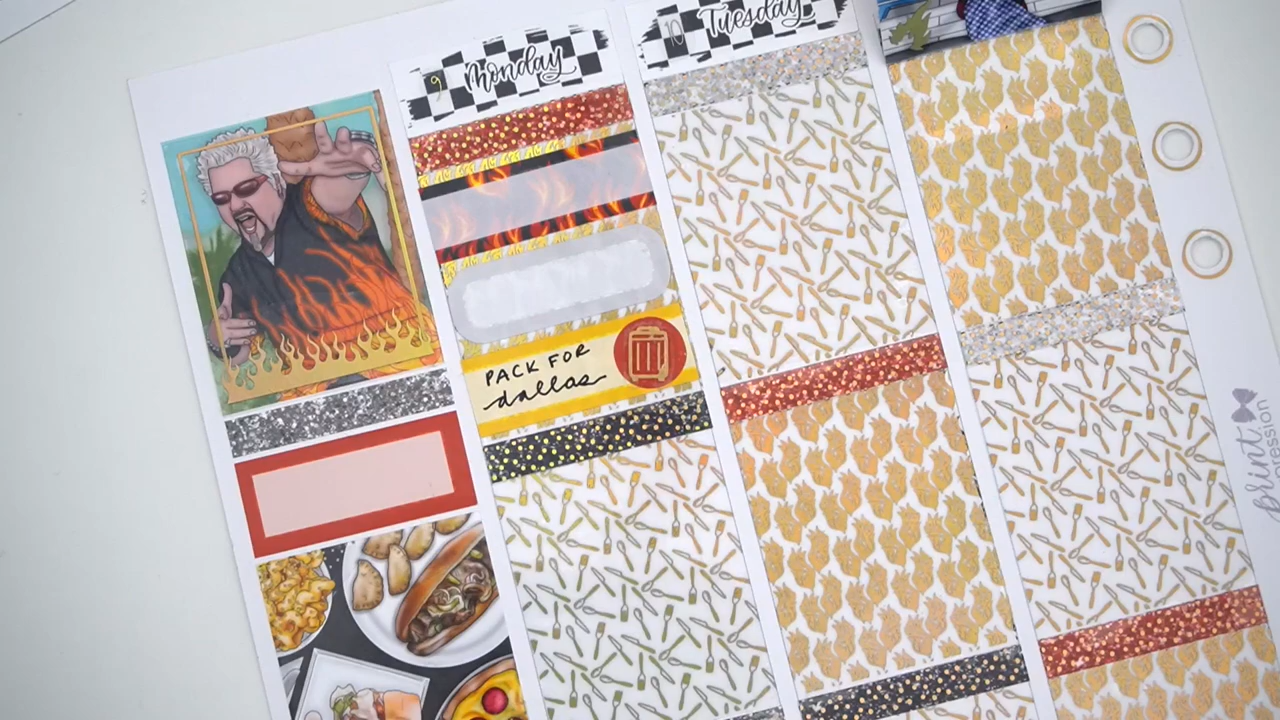 9 Monday
10 Tuesday
PACK FOR
dallas
print
pression